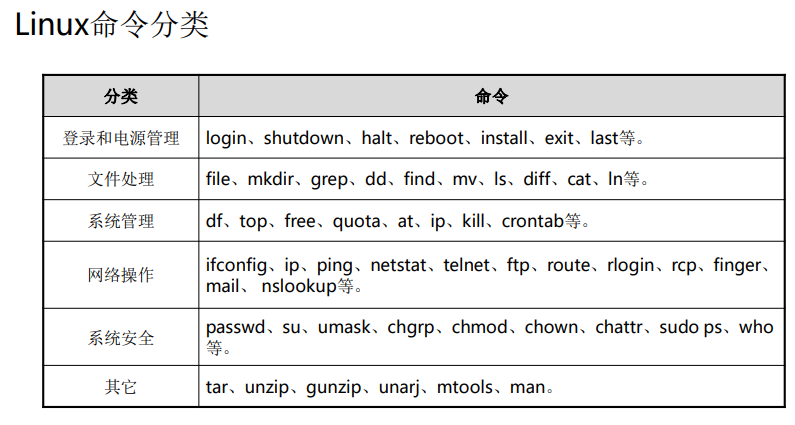 Linux命令分类
分类 命令
登录和电源管理 login、shutdown、halt、reboot、install、exit、last等。
文件处理 file、mkdir、grep、dd、find、mv、ls、diff、cat、ln等。
系统管理 df、top、free、quota、at、ip、kill、crontab等。
网络操作 ifconfig、ip、ping、netstat、telnet、ftp、route、rlogin、rcp、finger、
mail、 nslookup等。
系统安全 passwd、su、umask、chgrp、chmod、chown、chattr、sudo ps、who
等。
其它 tar、unzip、gunzip、unarj、mtools、man。